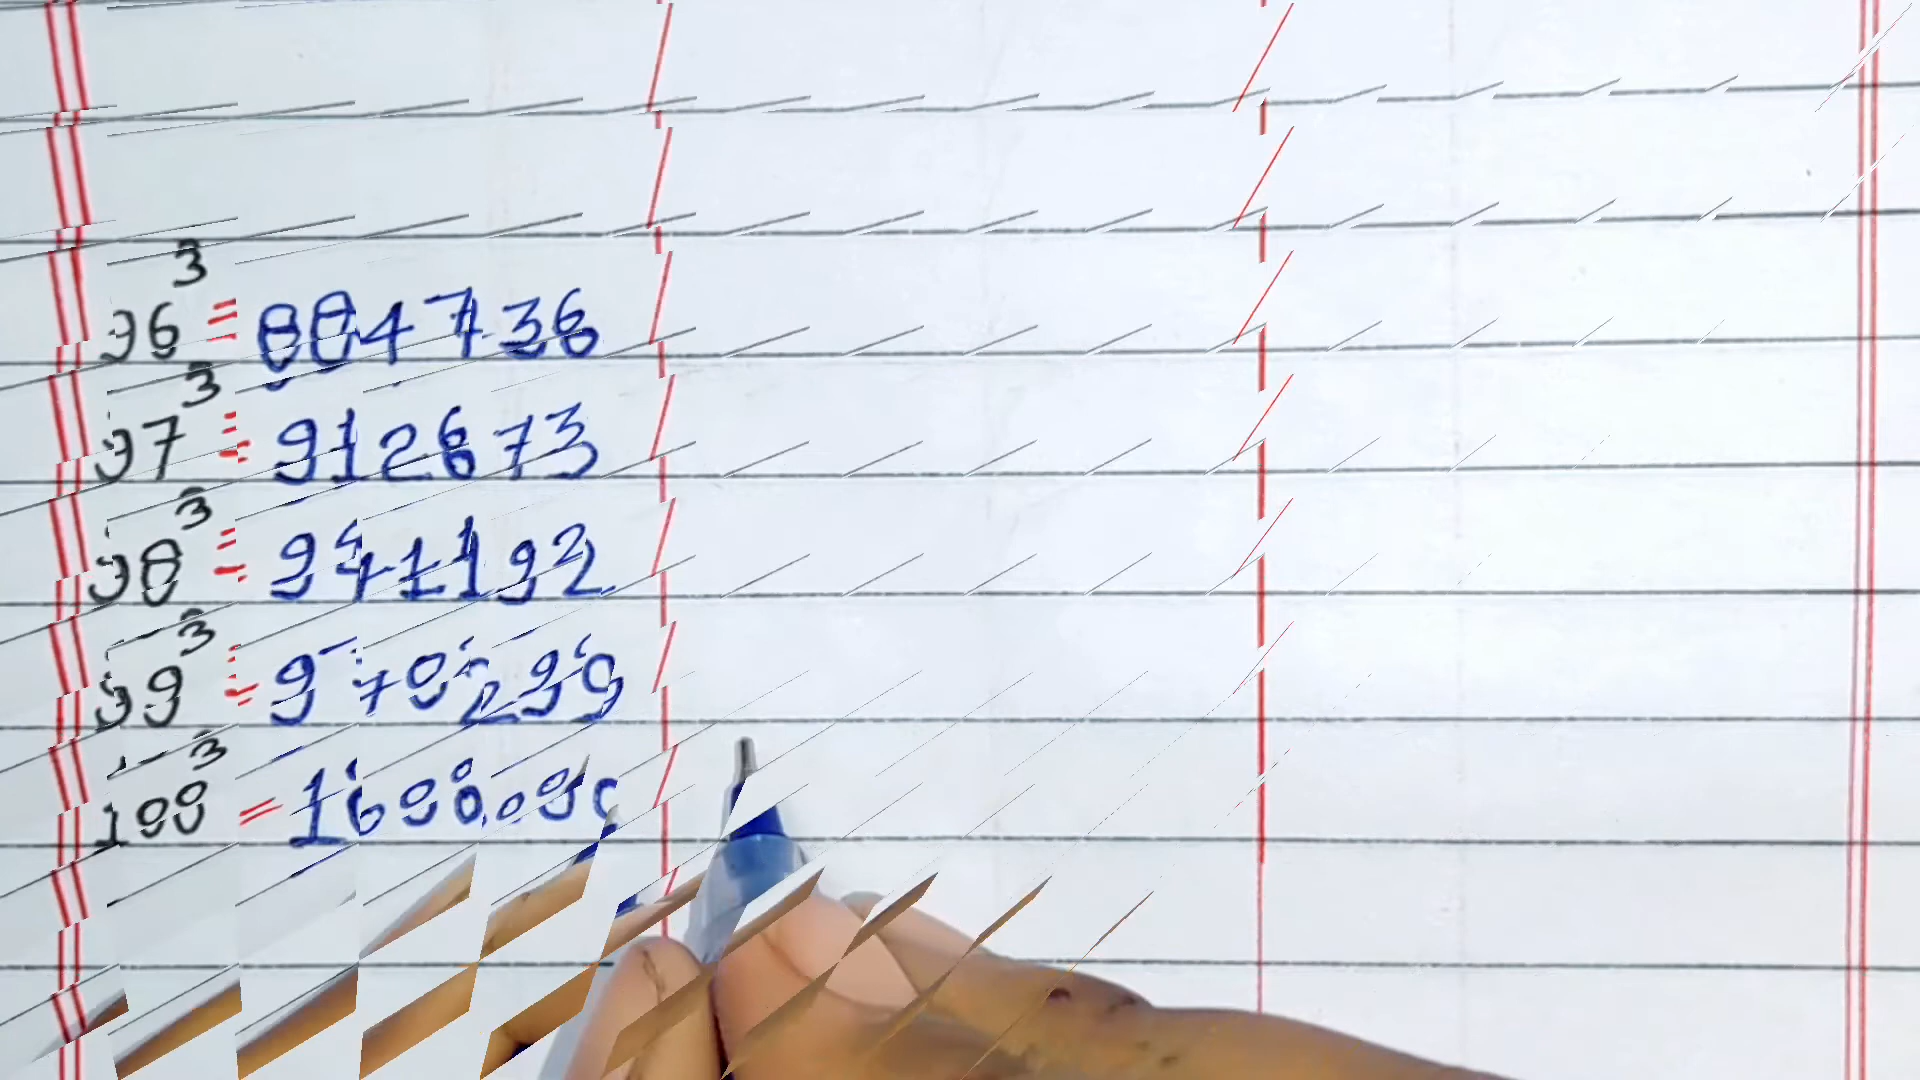 96³ = 884736
97³ = 912673
98³ = 941192
99³ = 970299
100³ = 1000000